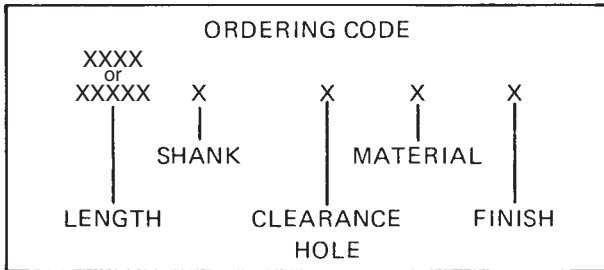 ORDERING CODE
XXXX
or
XXXXX X X X X
SHANK MATERIAL
LENGTH CLEARANCE FINISH
HOLE